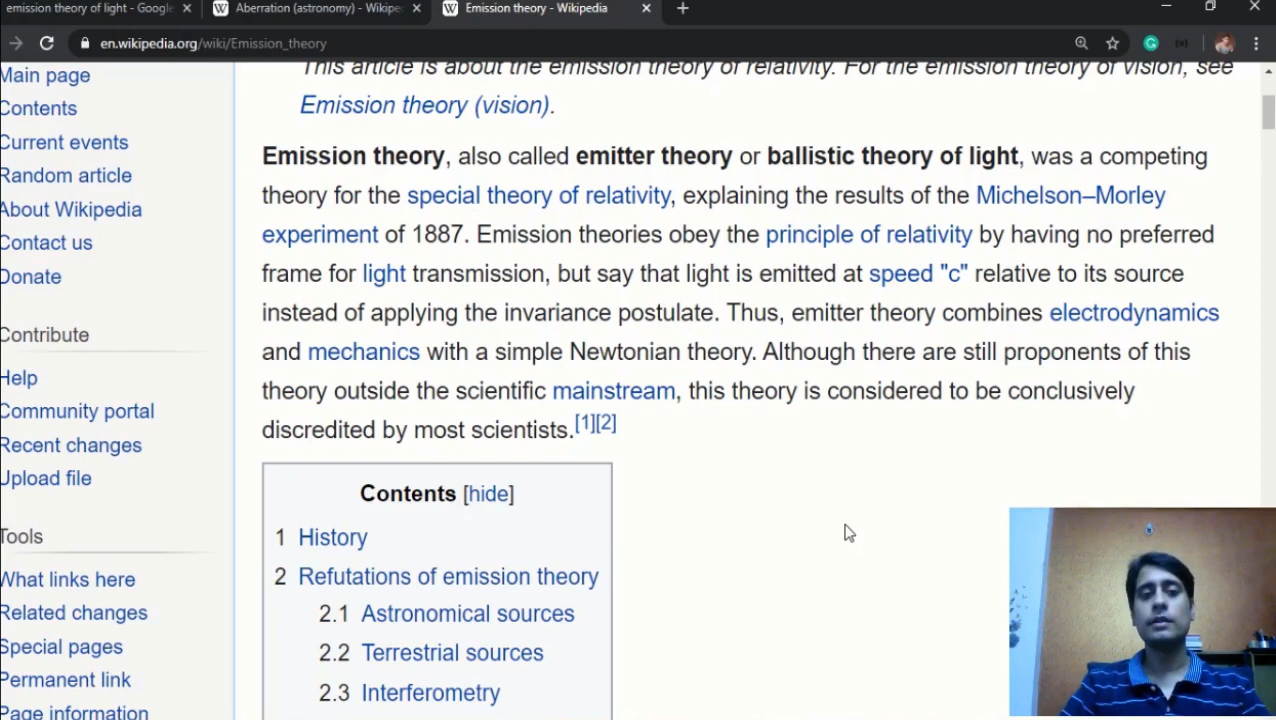 emission theory of light - Google
Aberration (astronomy) - Wikipe
Emission theory - Wikipedia
en.wikipedia.org/wiki/Emission_theory
Main page
Contents
Current events
Random article
About Wikipedia
Contact us
Donate
Contribute
Help
Community portal
Recent changes
Upload file
Tools
What links here
Related changes
Special pages
Permanent link
Page information
This article is about the emission theory of relativity. For the emission theory of vision, see
Emission theory (vision).
Emission theory, also called emitter theory or ballistic theory of light, was a competing
theory for the special theory of relativity, explaining the results of the Michelson–Morley
experiment of 1887. Emission theories obey the principle of relativity by having no preferred
frame for light transmission, but say that light is emitted at speed "c" relative to its source
instead of applying the invariance postulate. Thus, emitter theory combines electrodynamics
and mechanics with a simple Newtonian theory. Although there are still proponents of this
theory outside the scientific mainstream, this theory is considered to be conclusively
discredited by most scientists.[1][2]
Contents [hide]
1 History
2 Refutations of emission theory
2.1 Astronomical sources
2.2 Terrestrial sources
2.3 Interferometry